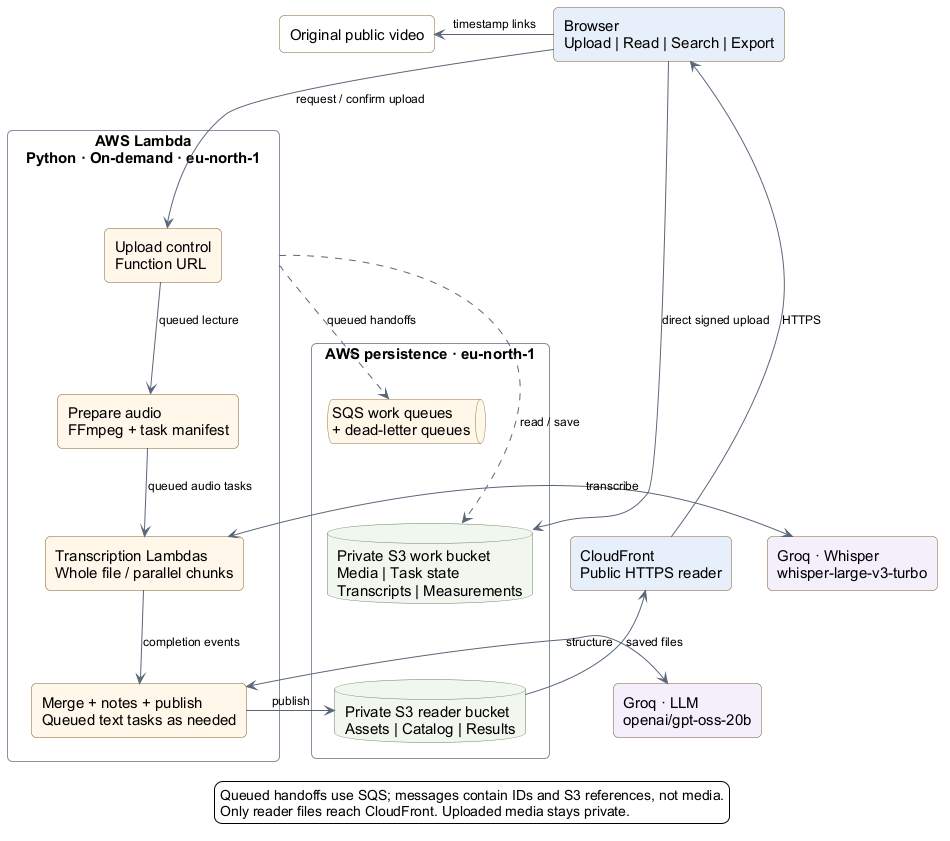 Original public video
timestamp links
Browser
Upload | Read | Search | Export
request / confirm upload
AWS Lambda
Python · On-demand · eu-north-1
Upload control
Function URL
queued lecture
queued handoffs
direct signed upload
HTTPS
AWS persistence · eu-north-1
Prepare audio
FFmpeg + task manifest
SQS work queues
+ dead-letter queues
read / save
queued audio tasks
transcribe
Transcription Lambdas
Whole file / parallel chunks
Private S3 work bucket
Media | Task state
Transcripts | Measurements
CloudFront
Public HTTPS reader
Groq · Whisper
whisper-large-v3-turbo
completion events
structure
saved files
Merge + notes + publish
Queued text tasks as needed
publish
Private S3 reader bucket
Assets | Catalog | Results
Groq · LLM
openai/gpt-oss-20b
Queued handoffs use SQS; messages contain IDs and S3 references, not media.
Only reader files reach CloudFront. Uploaded media stays private.